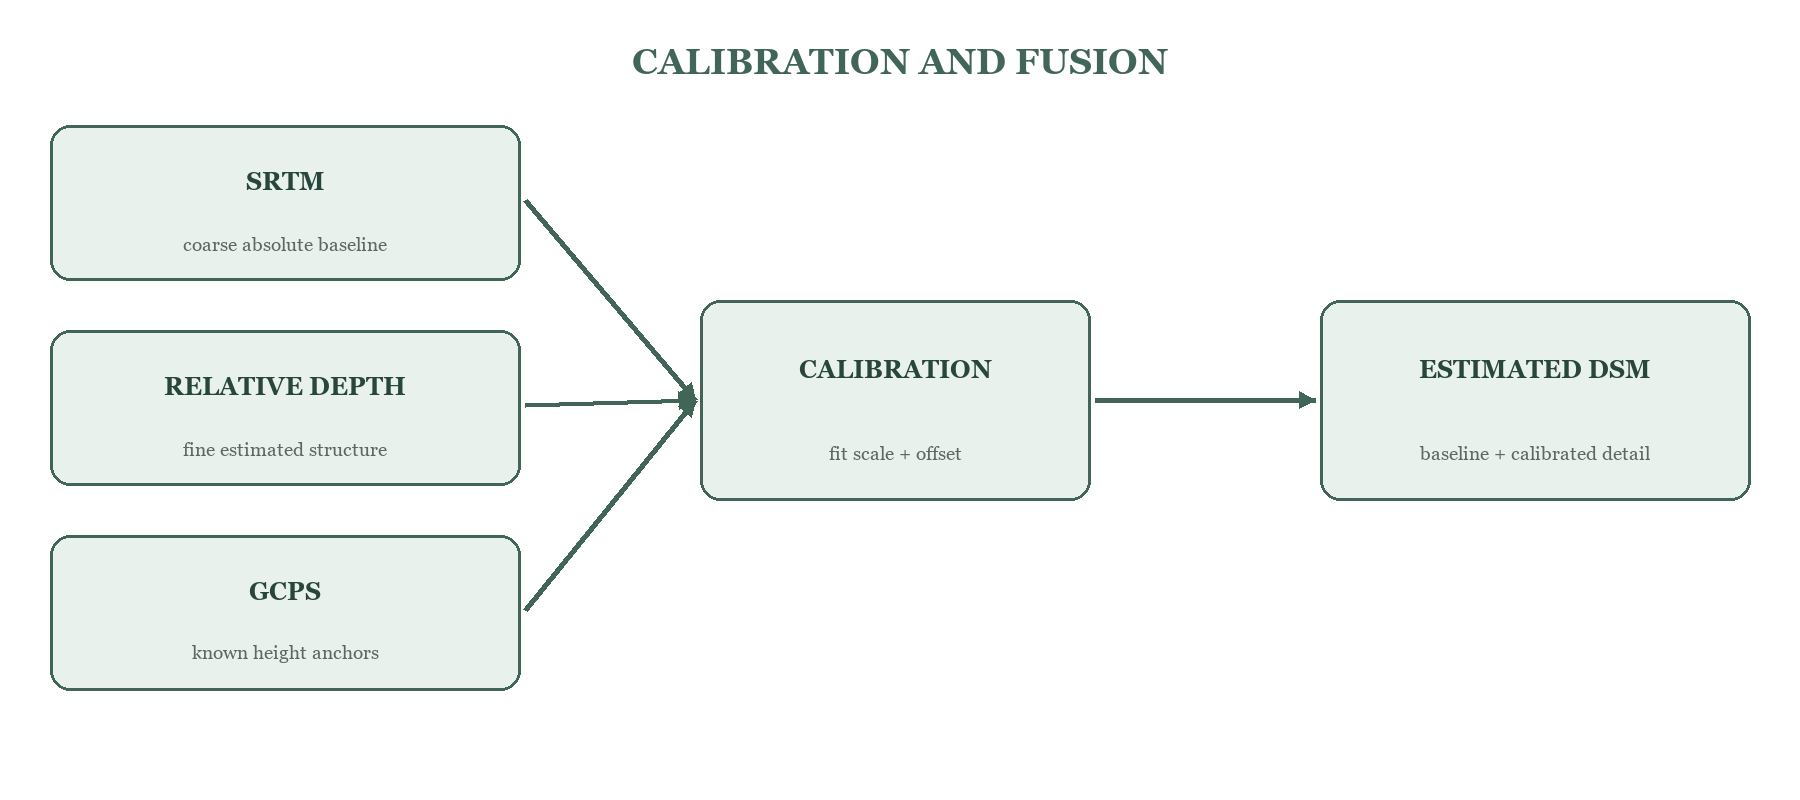 CALIBRATION AND FUSION
SRTM
coarse absolute baseline
RELATIVE DEPTH
fine estimated structure
GCPS
known height anchors
CALIBRATION
fit scale + offset
ESTIMATED DSM
baseline + calibrated detail